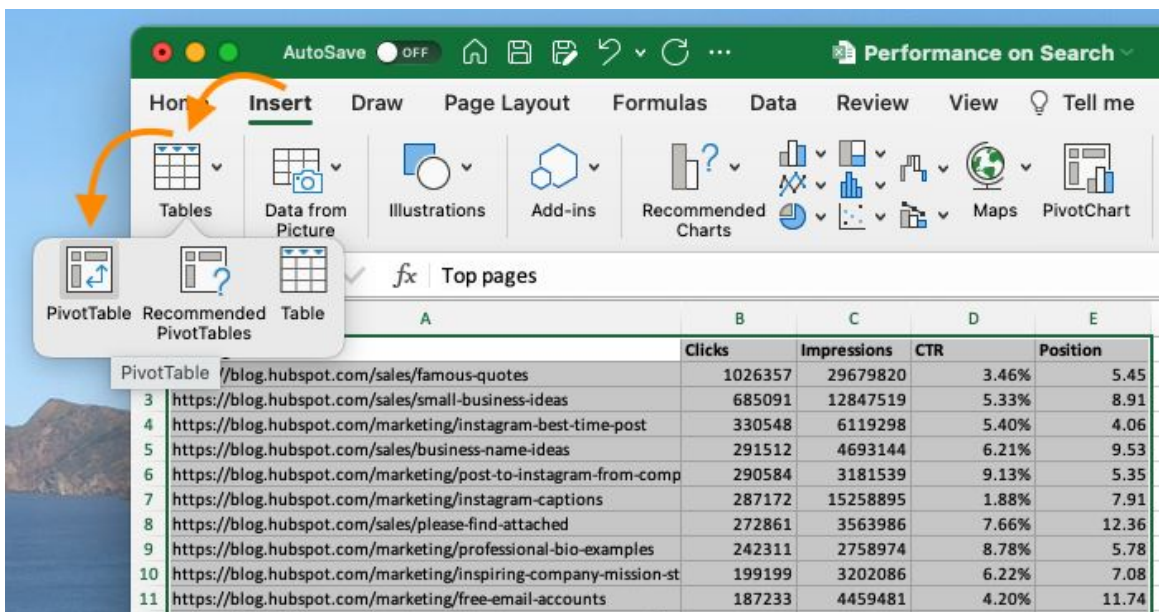 AutoSave OFF Performance on Search
Home Insert Draw Page Layout Formulas Data Review View Tell me
Tables Data from Picture Illustrations Add-ins Recommended Charts Maps PivotChart
PivotTable Recommended PivotTables Table
fx Top pages
PivotTable
A B C D E
Clicks Impressions CTR Position
/blog.hubspot.com/sales/famous-quotes 1026357 29679820 3.46% 5.45
3 https://blog.hubspot.com/sales/small-business-ideas 685091 12847519 5.33% 8.91
4 https://blog.hubspot.com/marketing/instagram-best-time-post 330548 6119298 5.40% 4.06
5 https://blog.hubspot.com/sales/business-name-ideas 291512 4693144 6.21% 9.53
6 https://blog.hubspot.com/marketing/post-to-instagram-from-comp 290584 3181539 9.13% 5.35
7 https://blog.hubspot.com/marketing/instagram-captions 287172 15258895 1.88% 7.91
8 https://blog.hubspot.com/sales/please-find-attached 272861 3563986 7.66% 12.36
9 https://blog.hubspot.com/marketing/professional-bio-examples 242311 2758974 8.78% 5.78
10 https://blog.hubspot.com/marketing/inspiring-company-mission-st 199199 3202086 6.22% 7.08
11 https://blog.hubspot.com/marketing/free-email-accounts 187233 4459481 4.20% 11.74